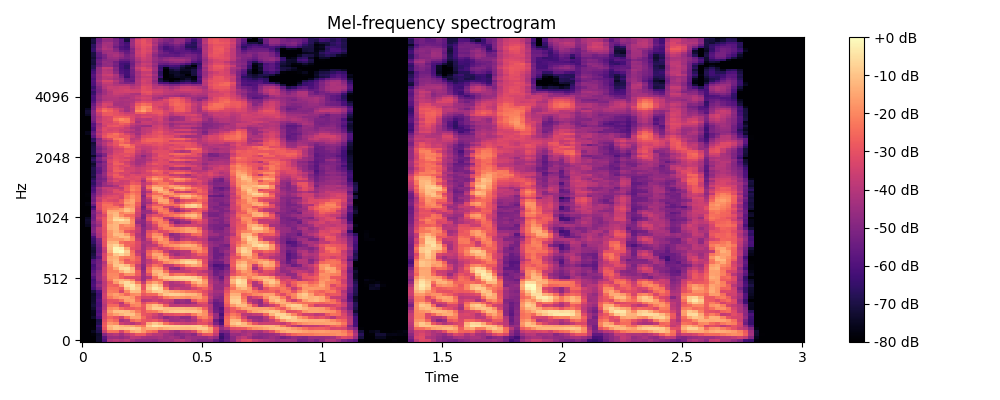 Mel-frequency spectrogram
Hz
4096
2048
1024
512
0
0 0.5 1 1.5 2 2.5 3
Time
+0 dB
-10 dB
-20 dB
-30 dB
-40 dB
-50 dB
-60 dB
-70 dB
-80 dB